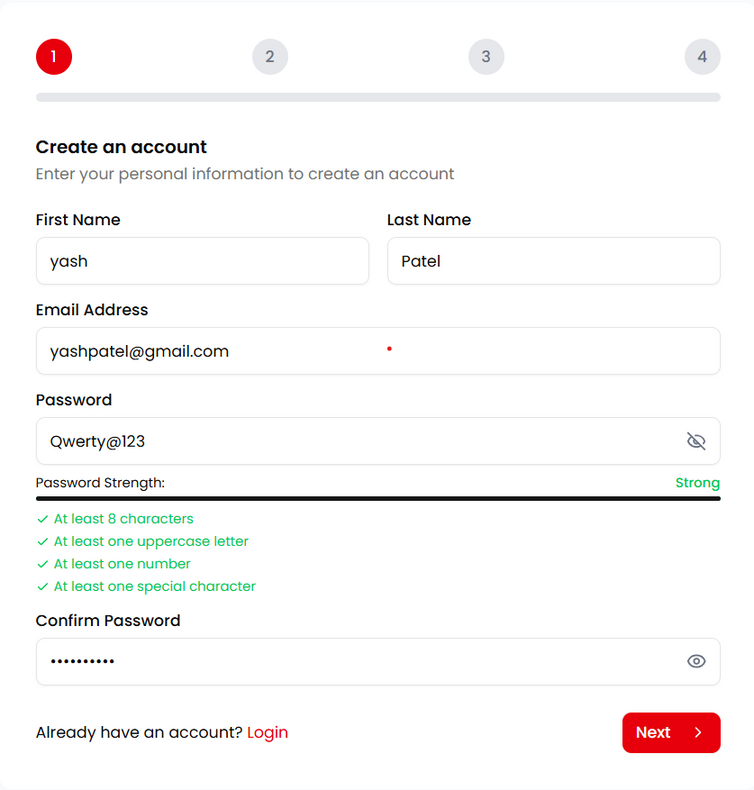 1 2 3 4
Create an account
Enter your personal information to create an account
First Name Last Name
yash Patel
Email Address
yashpatel@gmail.com
Password
Qwerty@123
Password Strength: Strong
At least 8 characters
At least one uppercase letter
At least one number
At least one special character
Confirm Password
••••••••••
Already have an account? Login Next